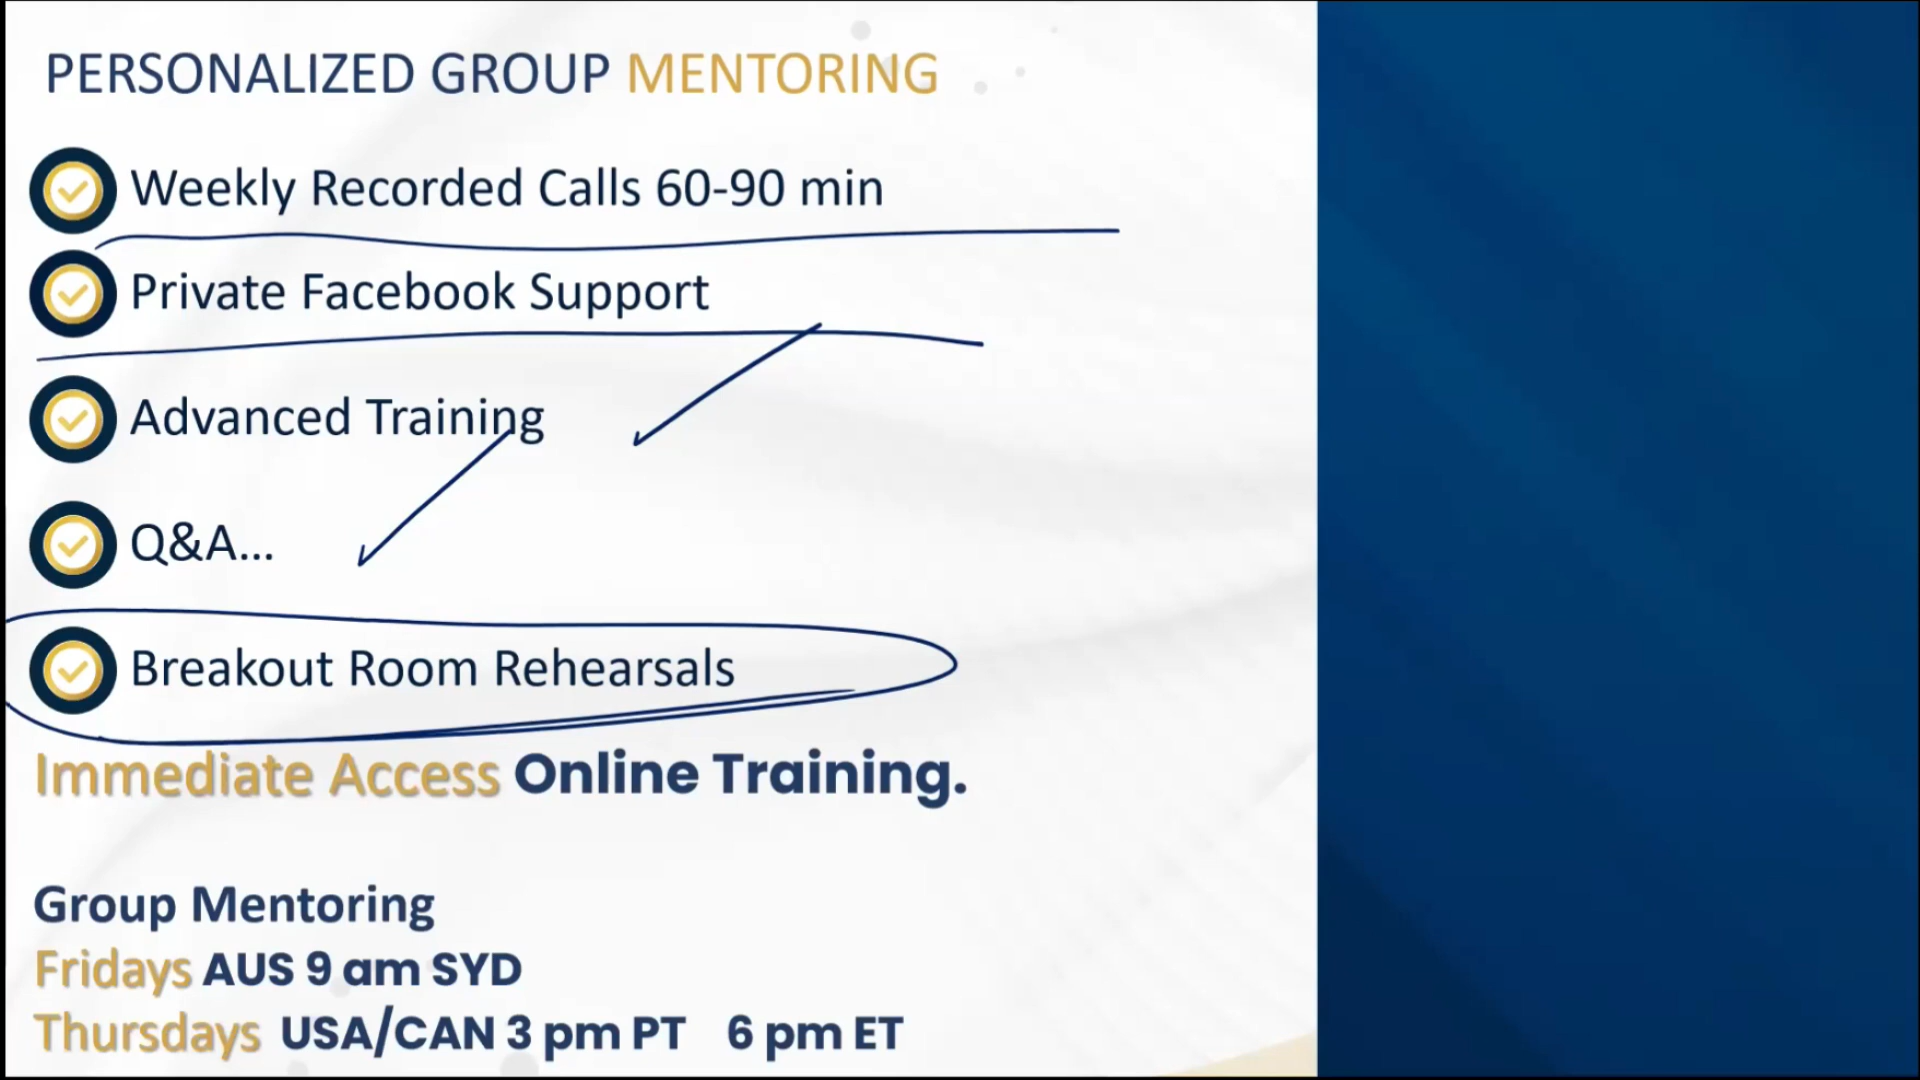 PERSONALIZED GROUP MENTORING
Weekly Recorded Calls 60-90 min
Private Facebook Support
Advanced Training
Q&A...
Breakout Room Rehearsals
Immediate Access Online Training.
Group Mentoring
Fridays AUS 9 am SYD
Thursdays USA/CAN 3 pm PT 6 pm ET